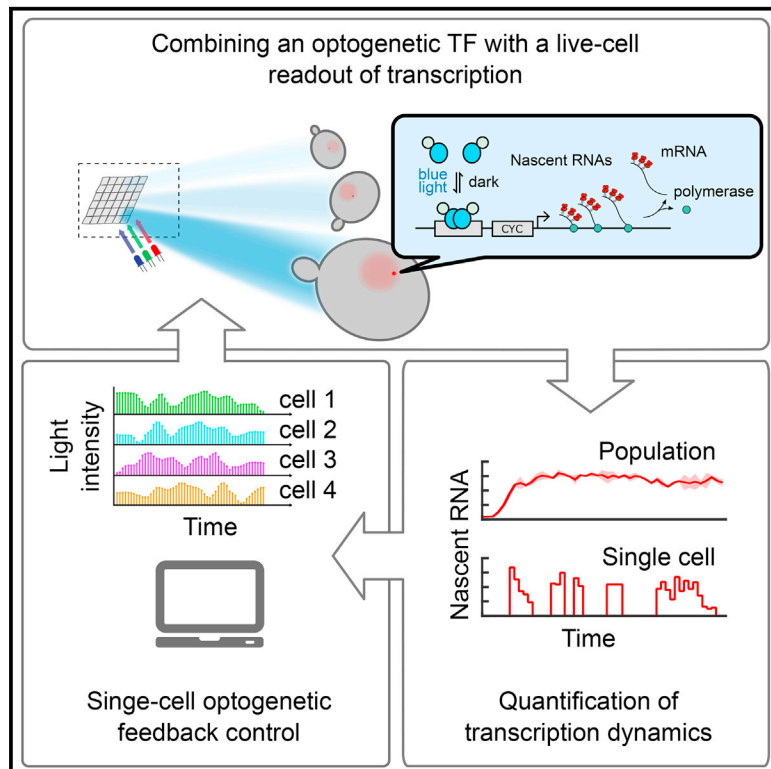 Combining an optogenetic TF with a live-cell
readout of transcription
blue
light
dark
Nascent RNAs
mRNA
polymerase
CYC
Light
intensity
cell 1
cell 2
cell 3
cell 4
Time
Singe-cell optogenetic
feedback control
Nascent RNA
Population
Single cell
Time
Quantification of
transcription dynamics